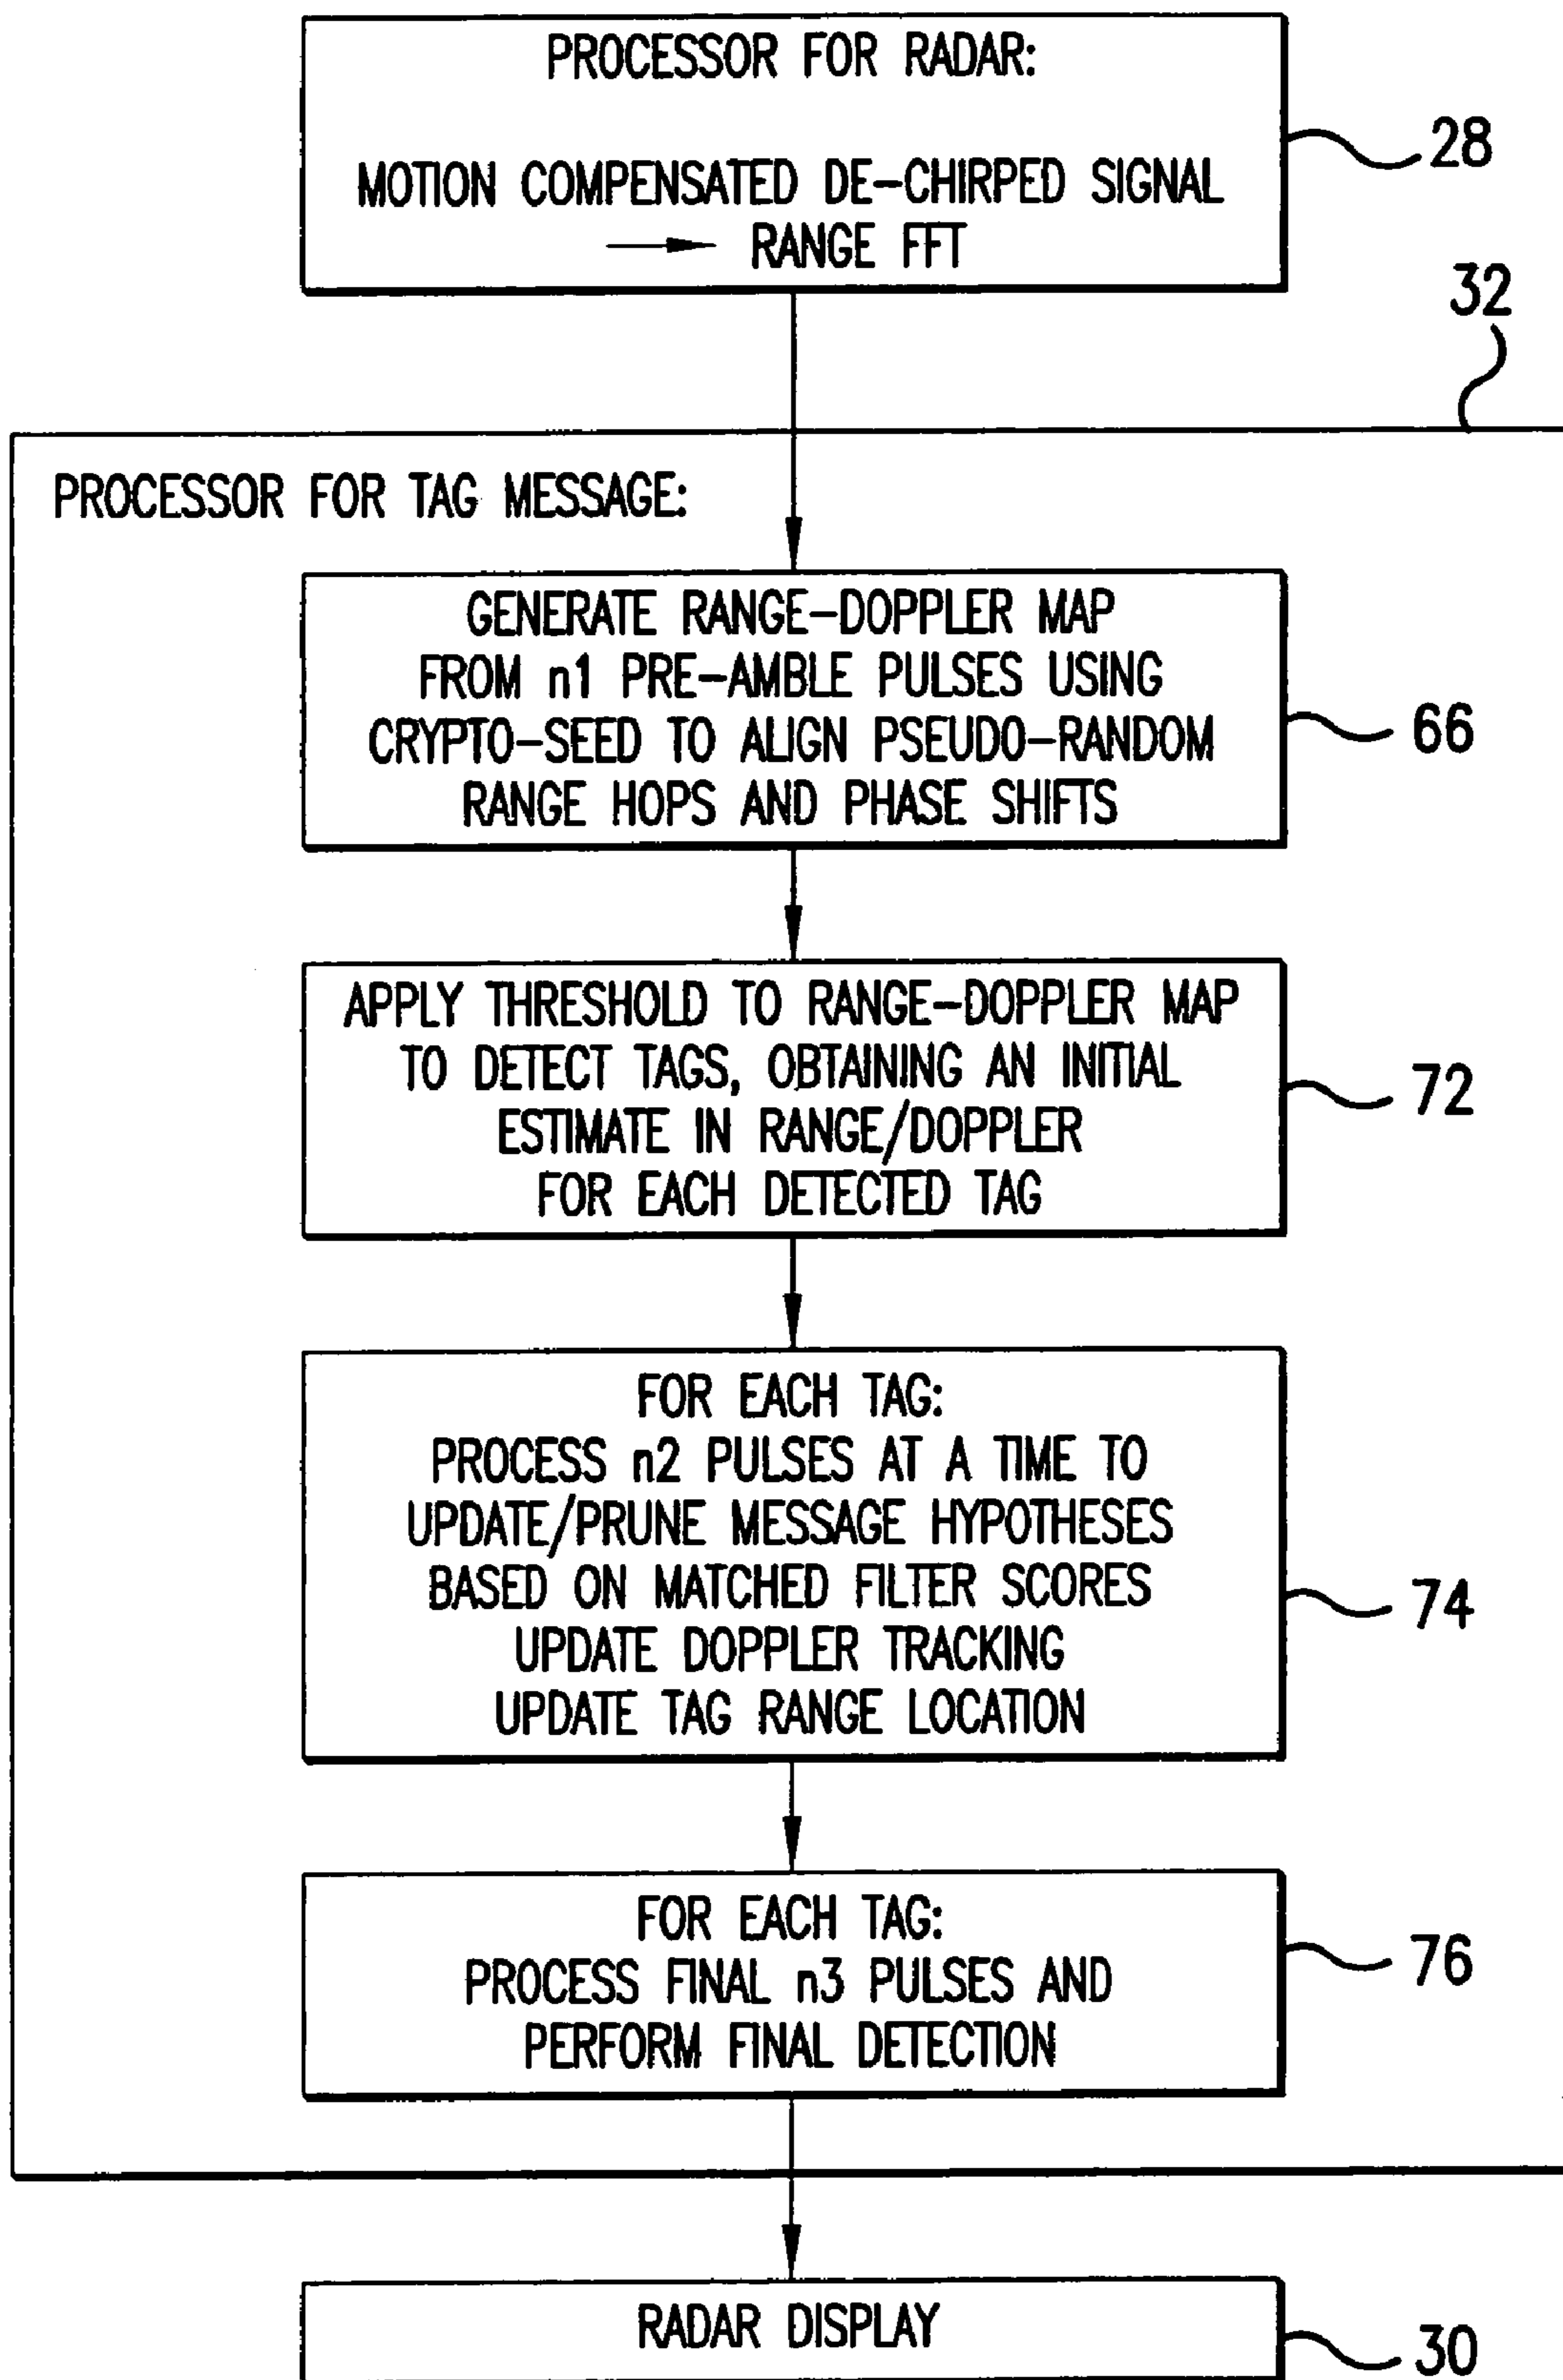 PROCESSOR FOR RADAR:
MOTION COMPENSATED DE-CHIRPED SIGNAL
→ RANGE FFT
28
32
PROCESSOR FOR TAG MESSAGE:
GENERATE RANGE-DOPPLER MAP
FROM n1 PRE-AMBLE PULSES USING
CRYPTO-SEED TO ALIGN PSEUDO-RANDOM
RANGE HOPS AND PHASE SHIFTS
66
APPLY THRESHOLD TO RANGE-DOPPLER MAP
TO DETECT TAGS, OBTAINING AN INITIAL
ESTIMATE IN RANGE/DOPPLER
FOR EACH DETECTED TAG
72
FOR EACH TAG:
PROCESS n2 PULSES AT A TIME TO
UPDATE/PRUNE MESSAGE HYPOTHESES
BASED ON MATCHED FILTER SCORES
UPDATE DOPPLER TRACKING
UPDATE TAG RANGE LOCATION
74
FOR EACH TAG:
PROCESS FINAL n3 PULSES AND
PERFORM FINAL DETECTION
76
RADAR DISPLAY
30